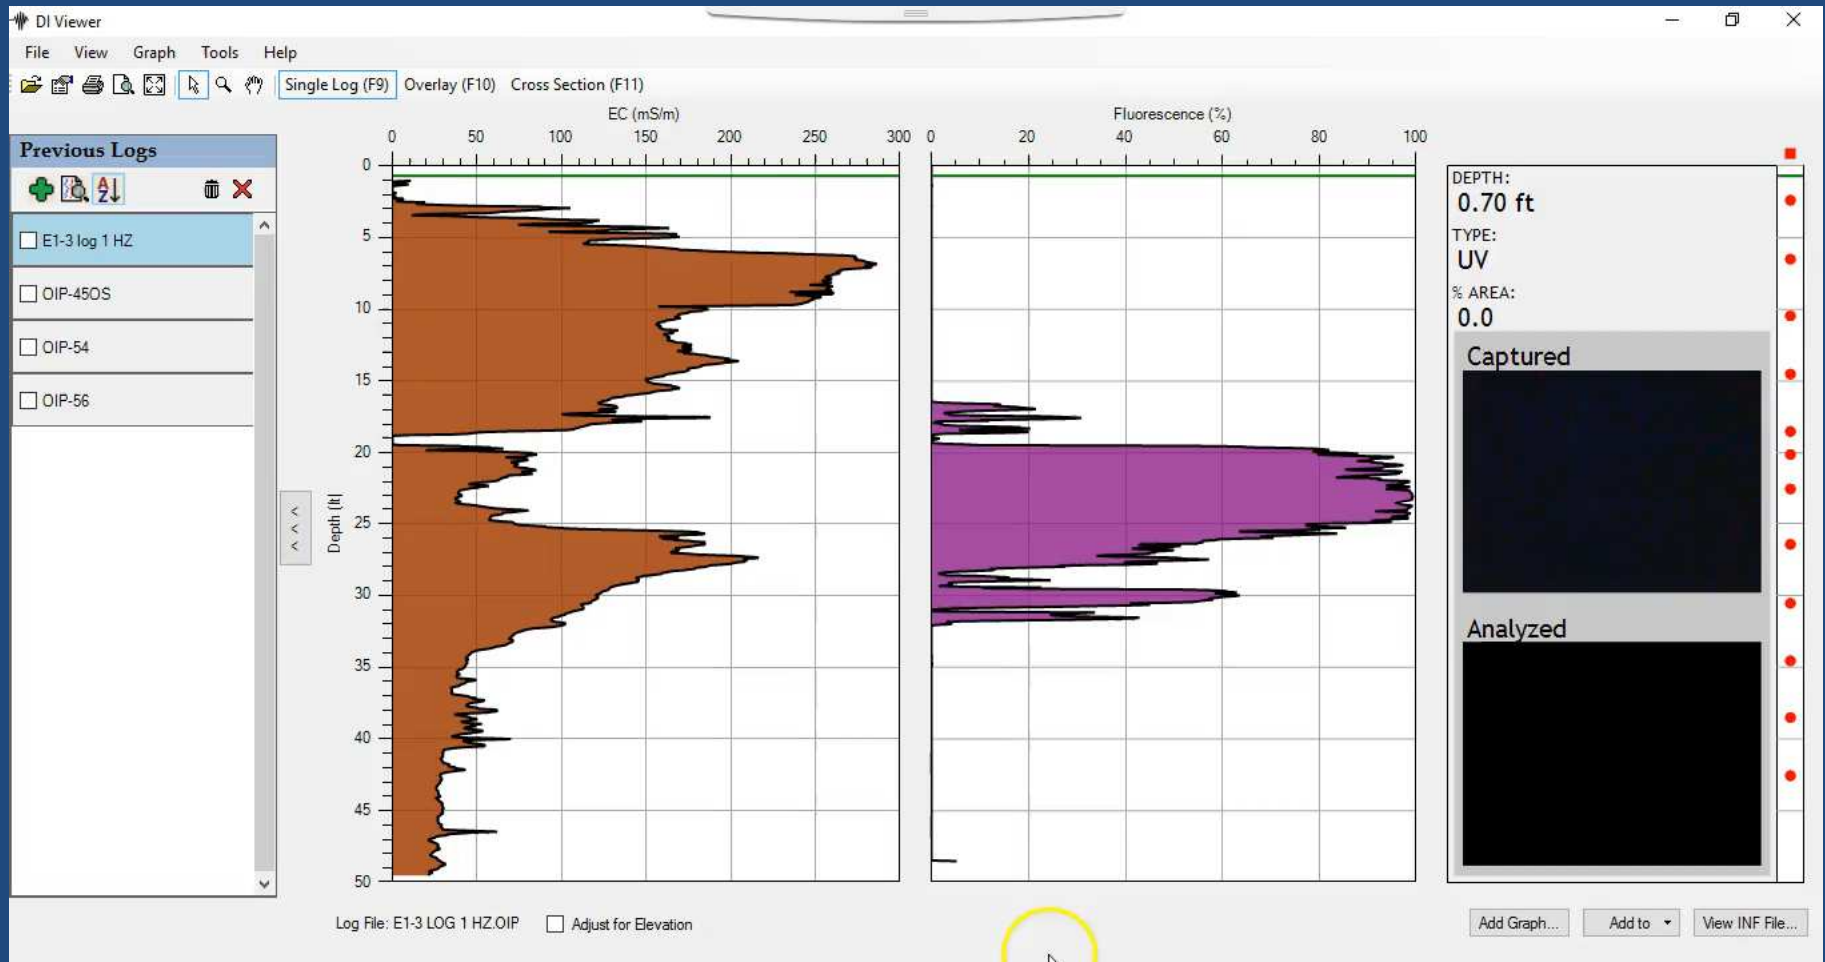 DI Viewer
File View Graph Tools Help
Single Log (F9) Overlay (F10) Cross Section (F11)
Previous Logs
A
Z
E1-3 log 1 HZ
OIP-45OS
OIP-54
OIP-56
<
<
<
EC (mS/m)
0 50 100 150 200 250 300
Depth (ft)
0
5
10
15
20
25
30
35
40
45
50
Fluorescence (%)
0 20 40 60 80 100
DEPTH:
0.70 ft
TYPE:
UV
% AREA:
0.0
Captured
Analyzed
Log File: E1-3 LOG 1 HZ.OIP Adjust for Elevation
Add Graph... Add to View INF File...